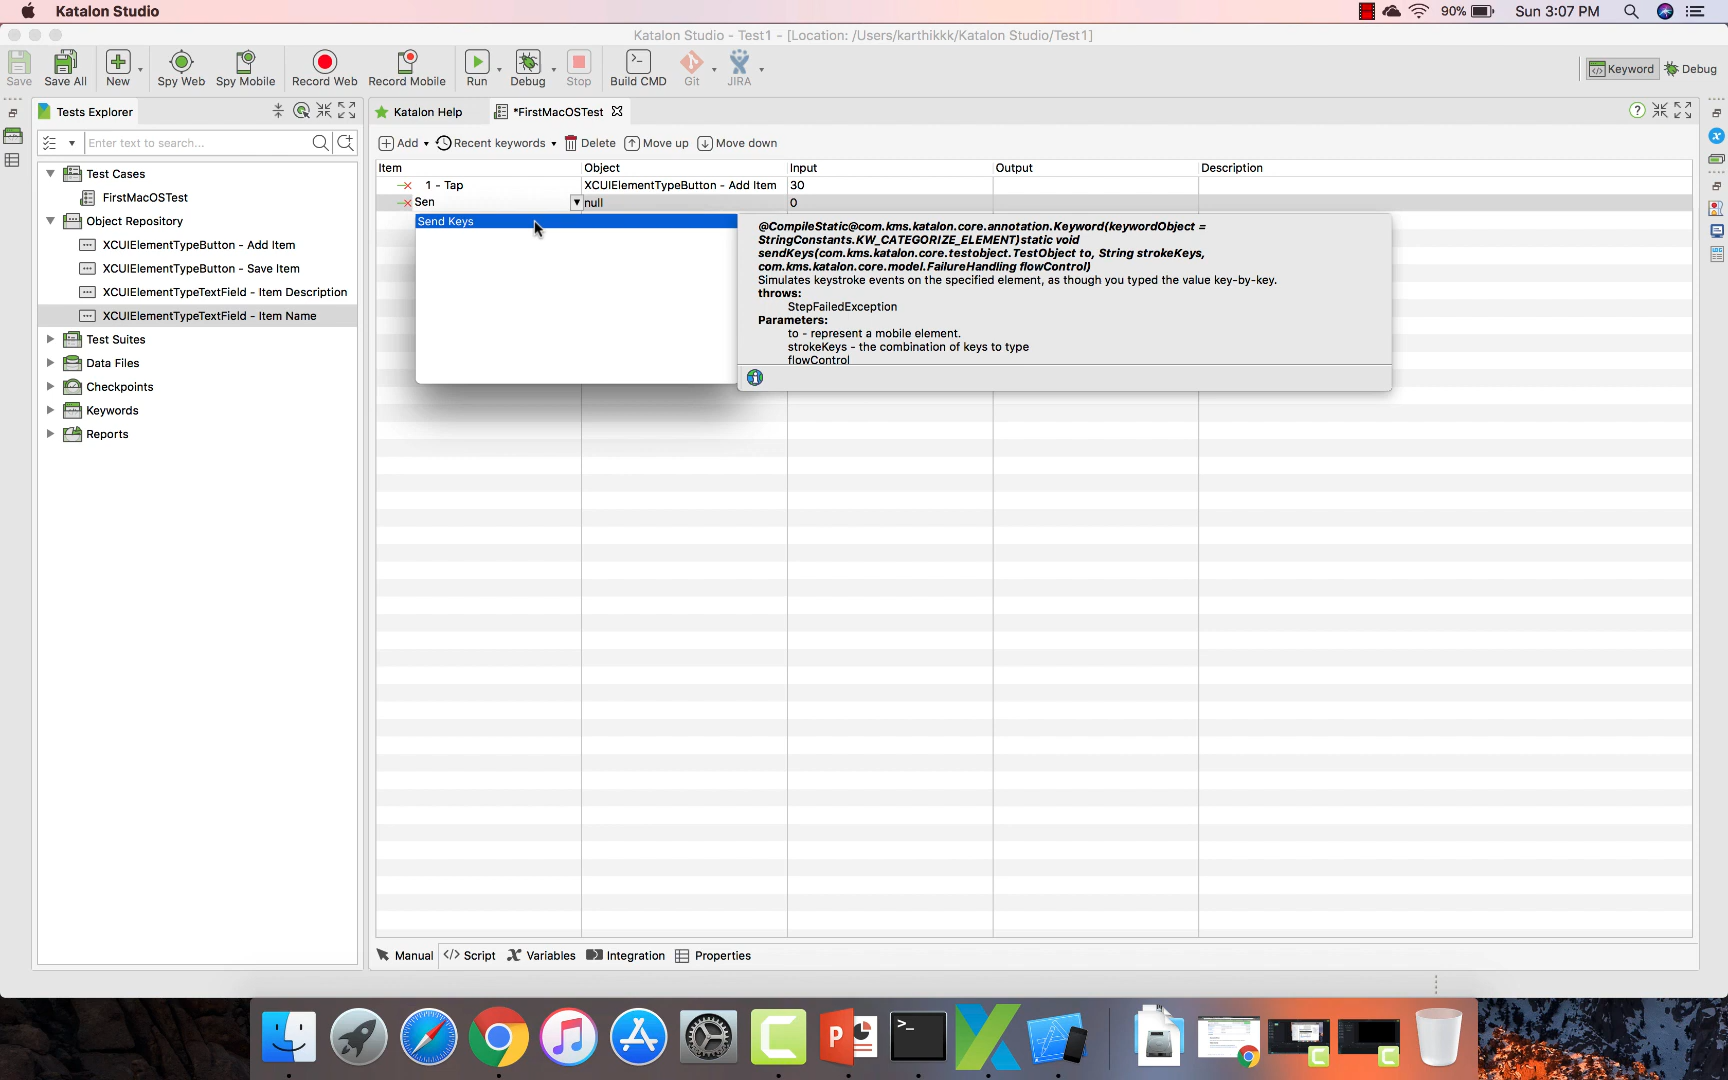 Katalon Studio
90%
Sun 3:07 PM
Katalon Studio - Test1 - [Location: /Users/karthikkk/Katalon Studio/Test1]
Save
Save All
New
Spy Web
Spy Mobile
Record Web
Record Mobile
Run
Debug
Stop
Build CMD
Git
JIRA
Keyword
Debug
Tests Explorer
Katalon Help
*FirstMacOSTest
Enter text to search...
Add
Recent keywords
Delete
Move up
Move down
Item
Object
Input
Output
Description
1 - Tap
XCUIElementTypeButton - Add Item
30
Sen
null
0
Send Keys
@CompileStatic@com.kms.katalon.core.annotation.Keyword(keywordObject =
StringConstants.KW_CATEGORIZE_ELEMENT)static void
sendKeys(com.kms.katalon.core.testobject.TestObject to, String strokeKeys,
com.kms.katalon.core.model.FailureHandling flowControl)
Simulates keystroke events on the specified element, as though you typed the value key-by-key.
throws:
StepFailedException
Parameters:
to - represent a mobile element.
strokeKeys - the combination of keys to type
flowControl
Test Cases
FirstMacOSTest
Object Repository
XCUIElementTypeButton - Add Item
XCUIElementTypeButton - Save Item
XCUIElementTypeTextField - Item Description
XCUIElementTypeTextField - Item Name
Test Suites
Data Files
Checkpoints
Keywords
Reports
Manual
Script
Variables
Integration
Properties